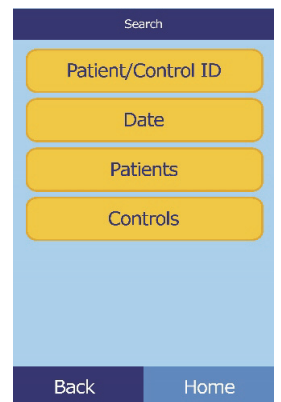 Search
Patient/Control ID
Date
Patients
Controls
Back Home